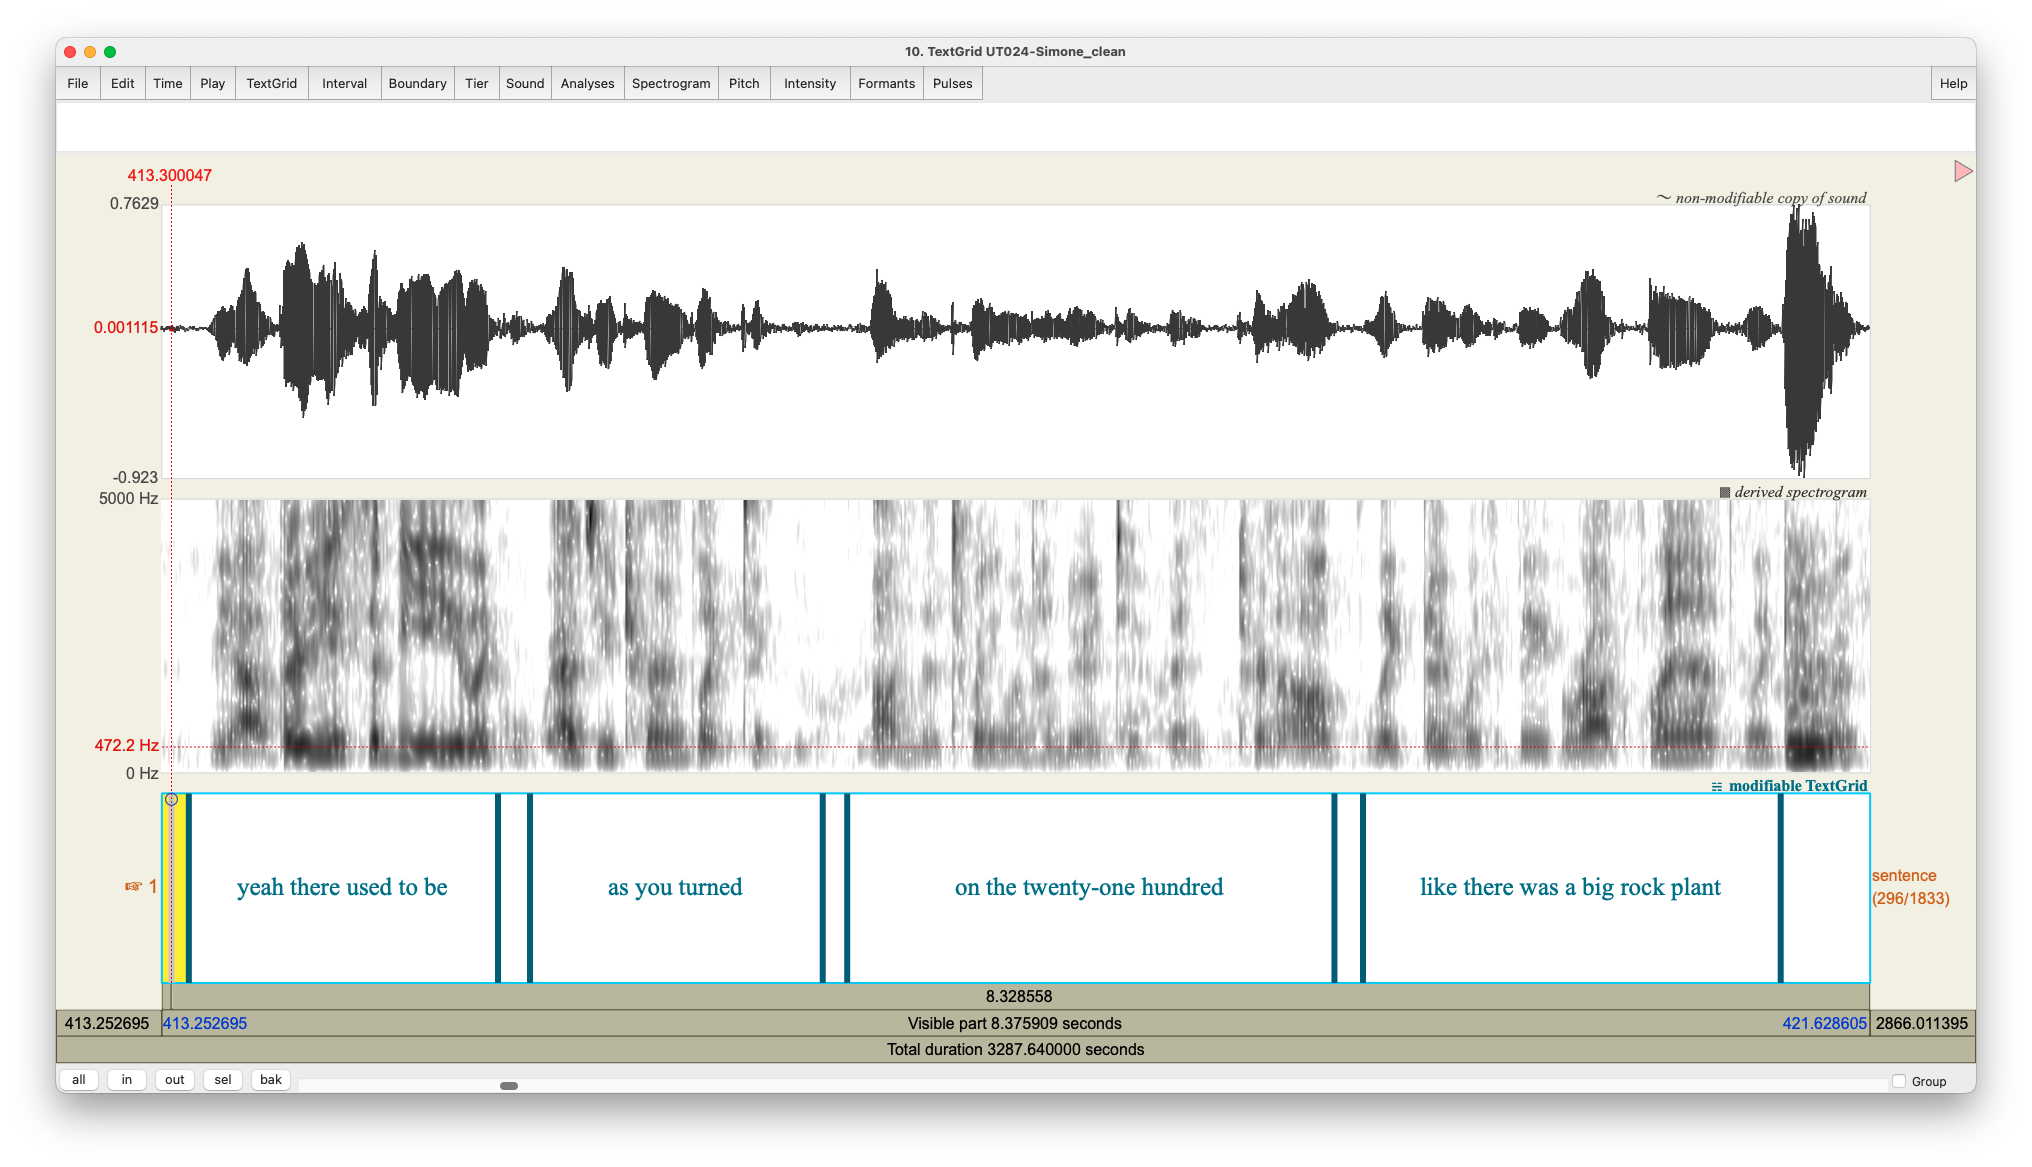 10. TextGrid UT024-Simone_clean
File Edit Time Play TextGrid Interval Boundary Tier Sound Analyses Spectrogram Pitch Intensity Formants Pulses Help
413.300047
0.7629
~ non-modifiable copy of sound
0.001115
-0.923
5000 Hz
derived spectrogram
472.2 Hz
0 Hz
modifiable TextGrid
☞ 1
yeah there used to be
as you turned
on the twenty-one hundred
like there was a big rock plant
sentence
(296/1833)
8.328558
413.252695
413.252695
Visible part 8.375909 seconds
421.628605
2866.011395
Total duration 3287.640000 seconds
all in out sel bak
Group